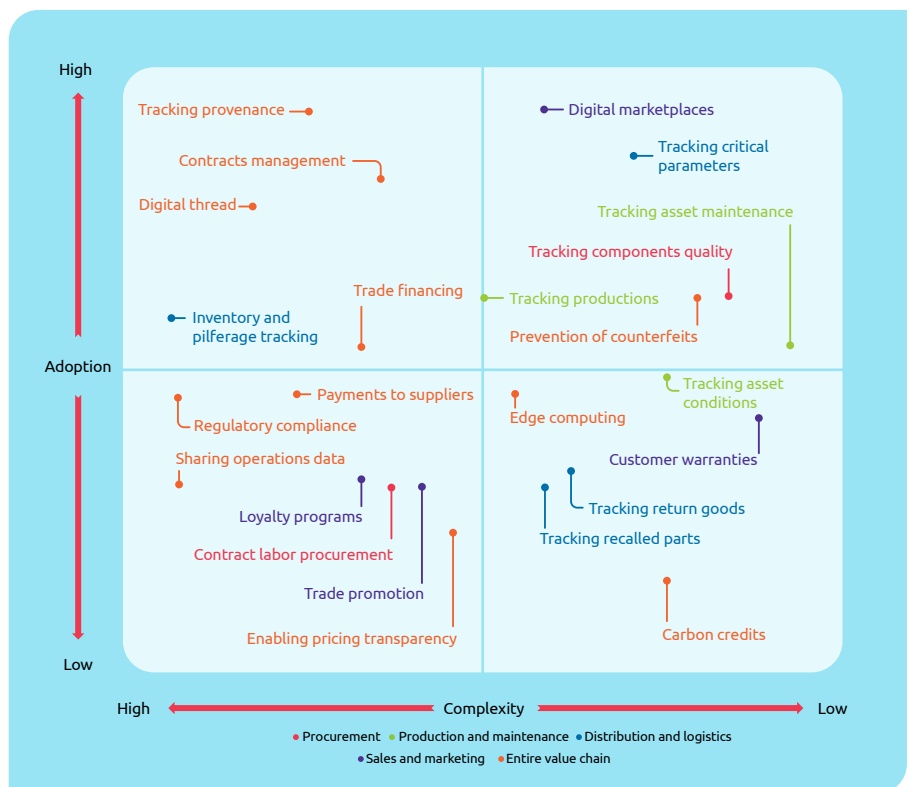 High
Tracking provenance
Digital marketplaces
Contracts management
Tracking critical
parameters
Digital thread
Tracking asset maintenance
Tracking components quality
Trade financing
Tracking productions
Inventory and
pilferage tracking
Prevention of counterfeits
Adoption
Payments to suppliers
Tracking asset
conditions
Regulatory compliance
Edge computing
Sharing operations data
Customer warranties
Loyalty programs
Tracking return goods
Contract labor procurement
Tracking recalled parts
Trade promotion
Enabling pricing transparency
Carbon credits
Low
High
Complexity
Low
Procurement
Production and maintenance
Distribution and logistics
Sales and marketing
Entire value chain